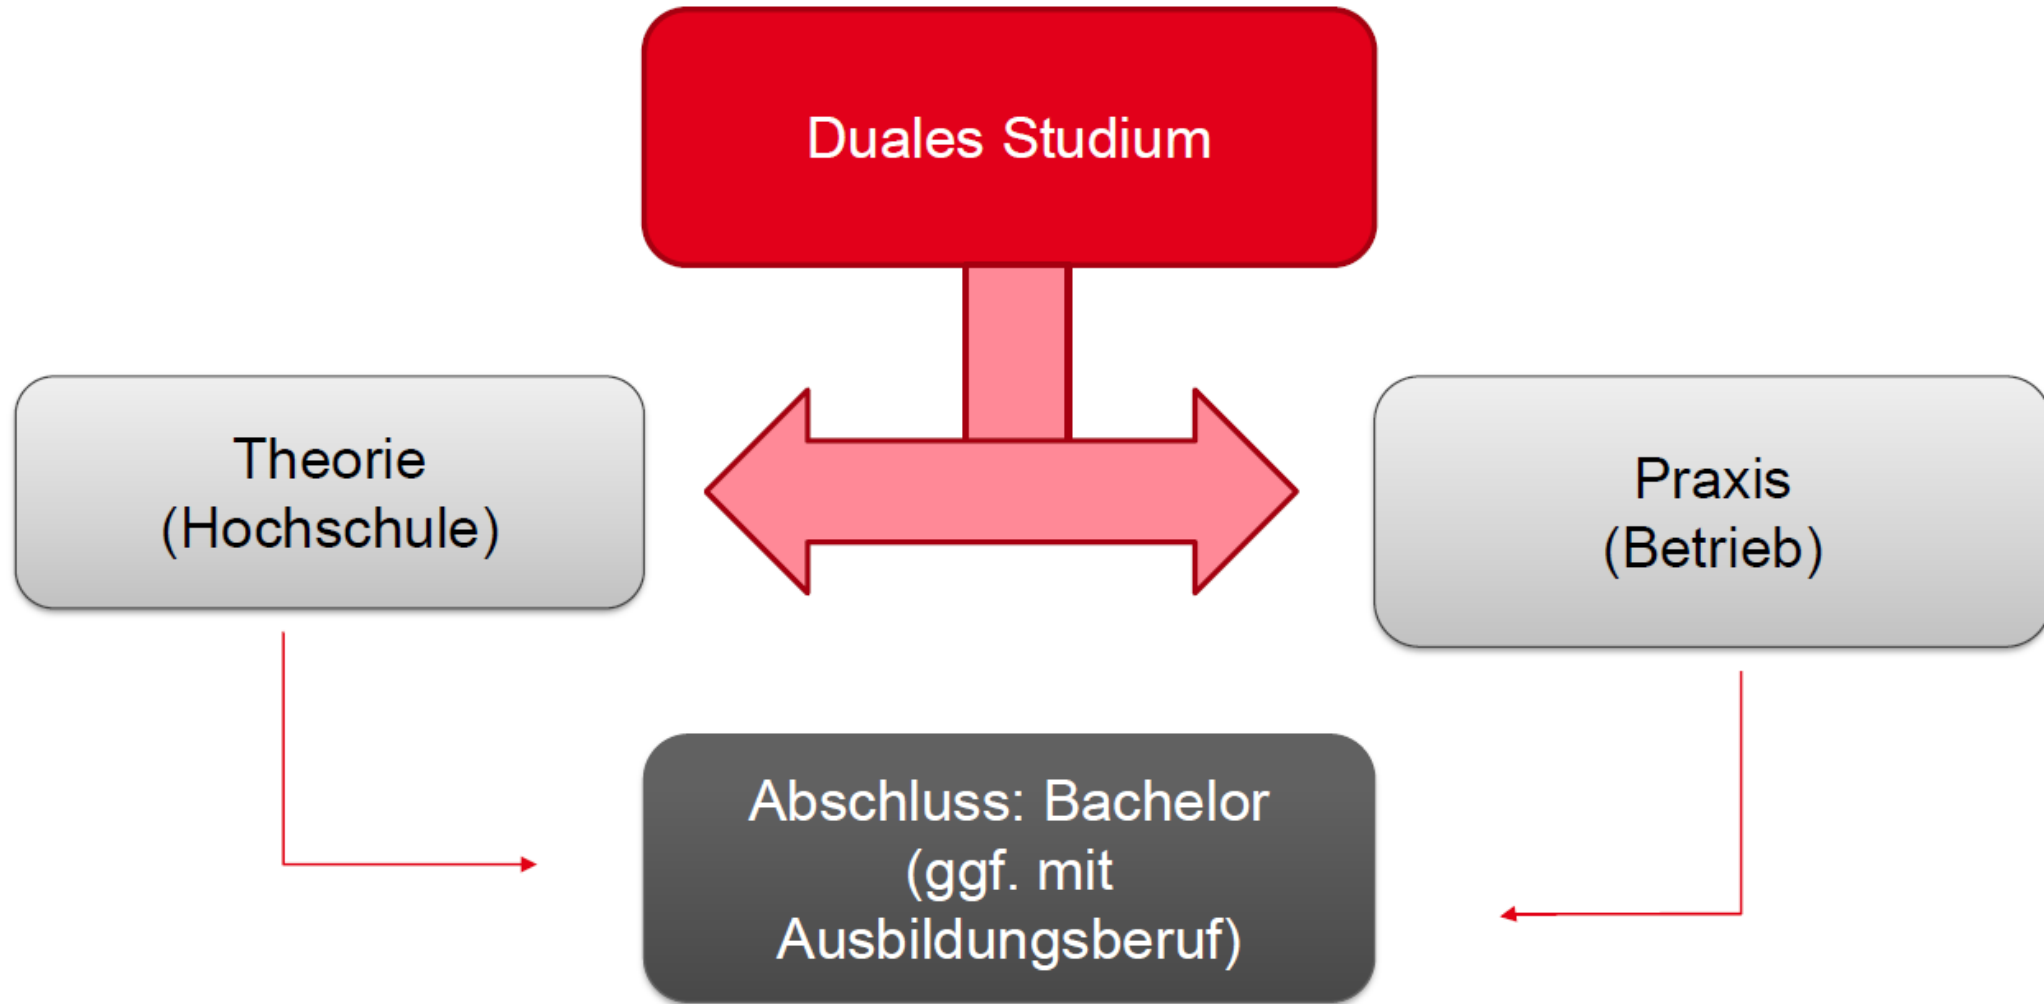 Duales Studium
Theorie
(Hochschule)
Praxis
(Betrieb)
Abschluss: Bachelor
(ggf. mit
Ausbildungsberuf)